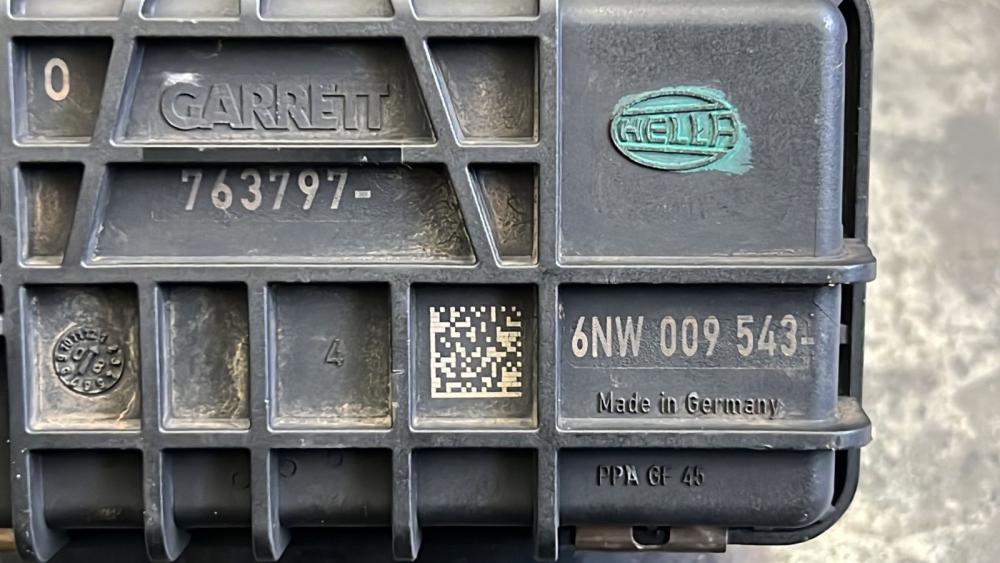 0
GARRETT
HELLA
763797-
6NW 009 543-
4
Made in Germany
PPA GF 45